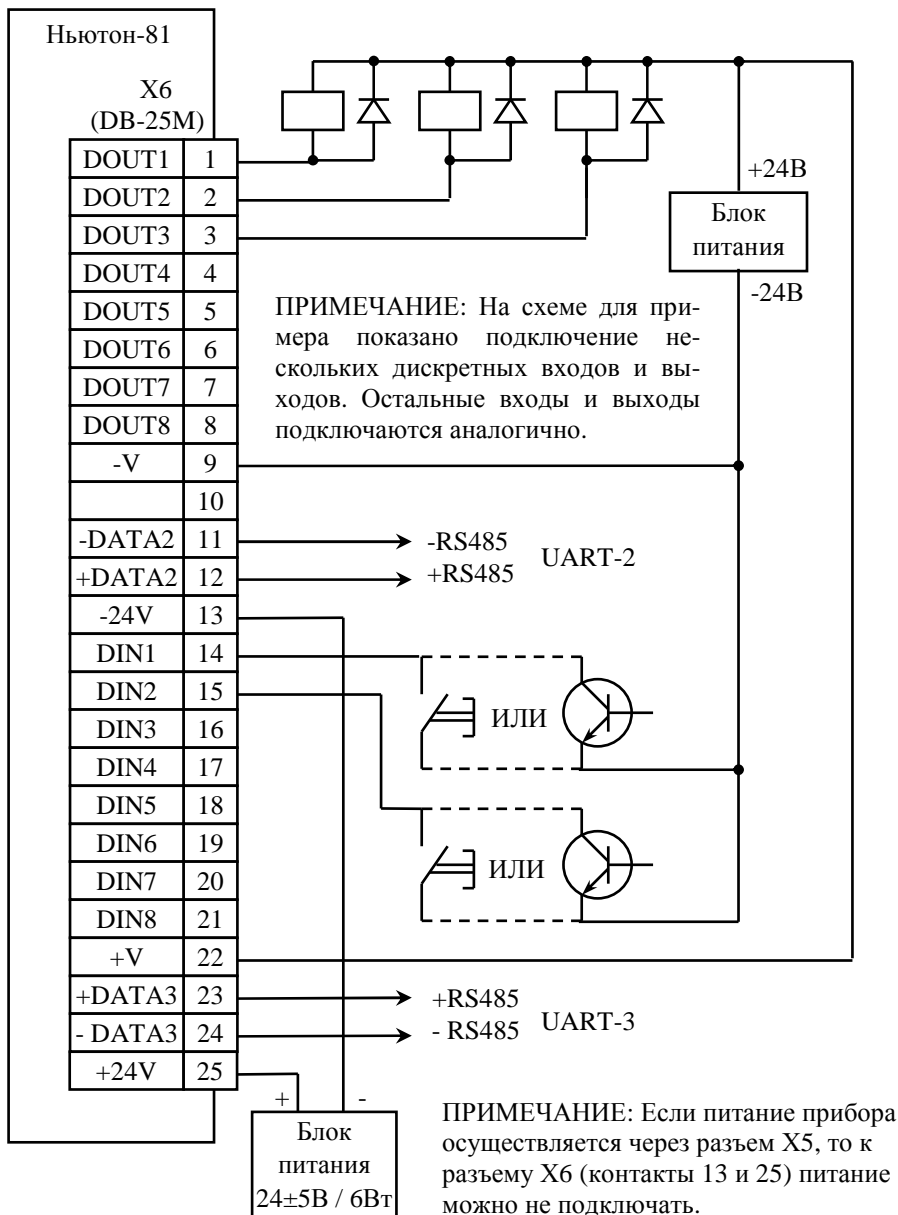 Ньютон-81
X6
(DB-25M)
DOUT1 1
DOUT2 2
DOUT3 3
DOUT4 4
DOUT5 5
DOUT6 6
DOUT7 7
DOUT8 8
-V 9
10
-DATA2 11
+DATA2 12
-24V 13
DIN1 14
DIN2 15
DIN3 16
DIN4 17
DIN5 18
DIN6 19
DIN7 20
DIN8 21
+V 22
+DATA3 23
- DATA3 24
+24V 25
+24В
Блок
питания
-24В
ПРИМЕЧАНИЕ: На схеме для при-
мера показано подключение не-
скольких дискретных входов и вы-
ходов. Остальные входы и выходы
подключаются аналогично.
-RS485
+RS485
UART-2
ИЛИ
ИЛИ
+RS485
- RS485
UART-3
+ -
Блок
питания
24±5В / 6Вт
ПРИМЕЧАНИЕ: Если питание прибора
осуществляется через разъем X5, то к
разъему X6 (контакты 13 и 25) питание
можно не подключать.